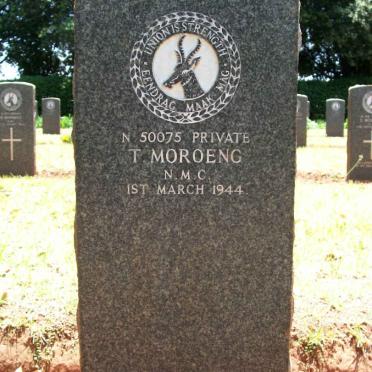 UNION IS STRENGTH
EENDRAG MAAK MAG
N 50075 PRIVATE
T MOROENG
N.M.C.
1ST MARCH 1944